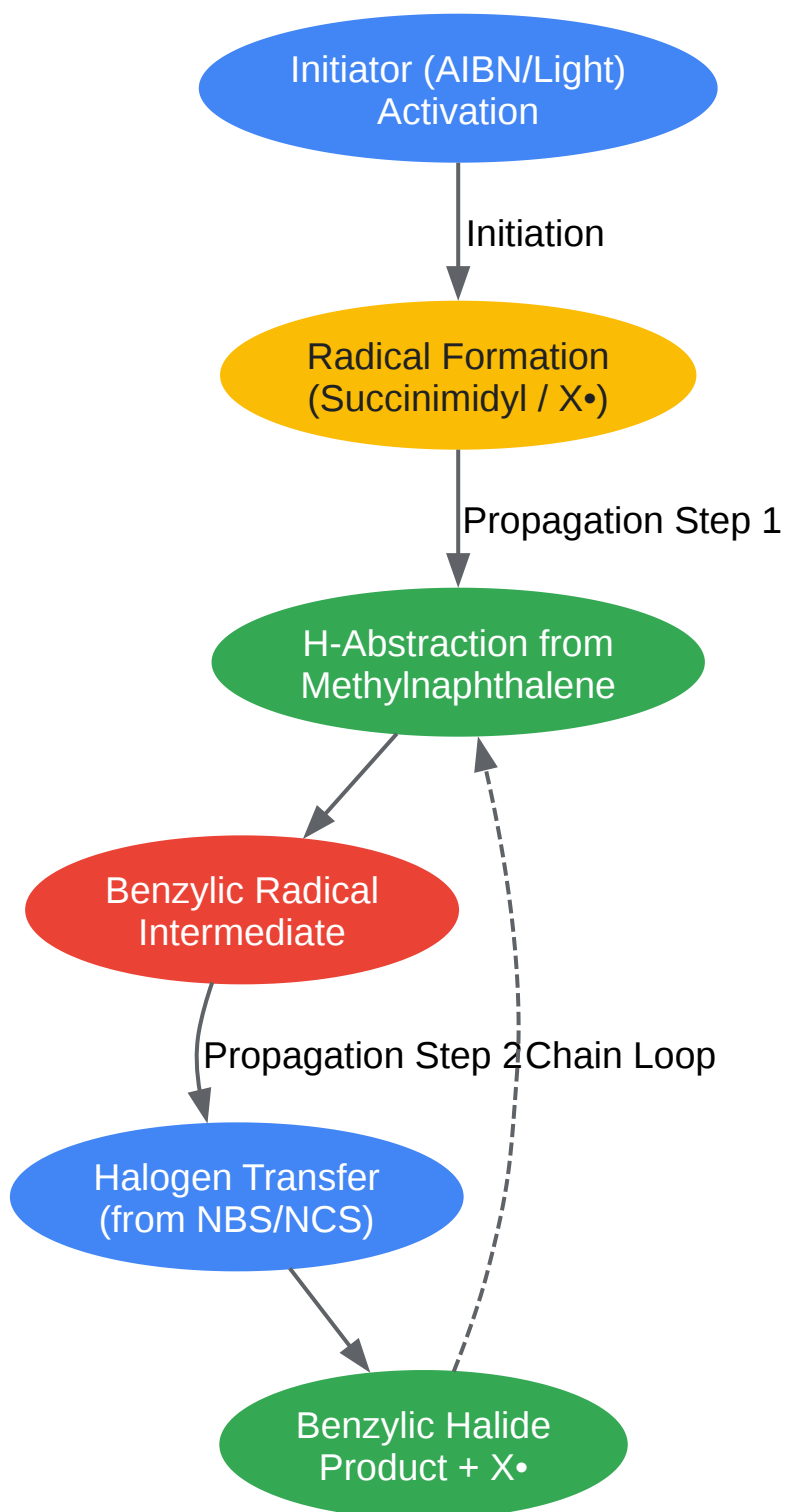 Initiator (AIBN/Light)
Activation
Initiation
Radical Formation
(Succinimidyl / X•)
Propagation Step 1
H-Abstraction from
Methylnaphthalene
Benzylic Radical
Intermediate
Propagation Step 2
Chain Loop
Halogen Transfer
(from NBS/NCS)
Benzylic Halide
Product + X•